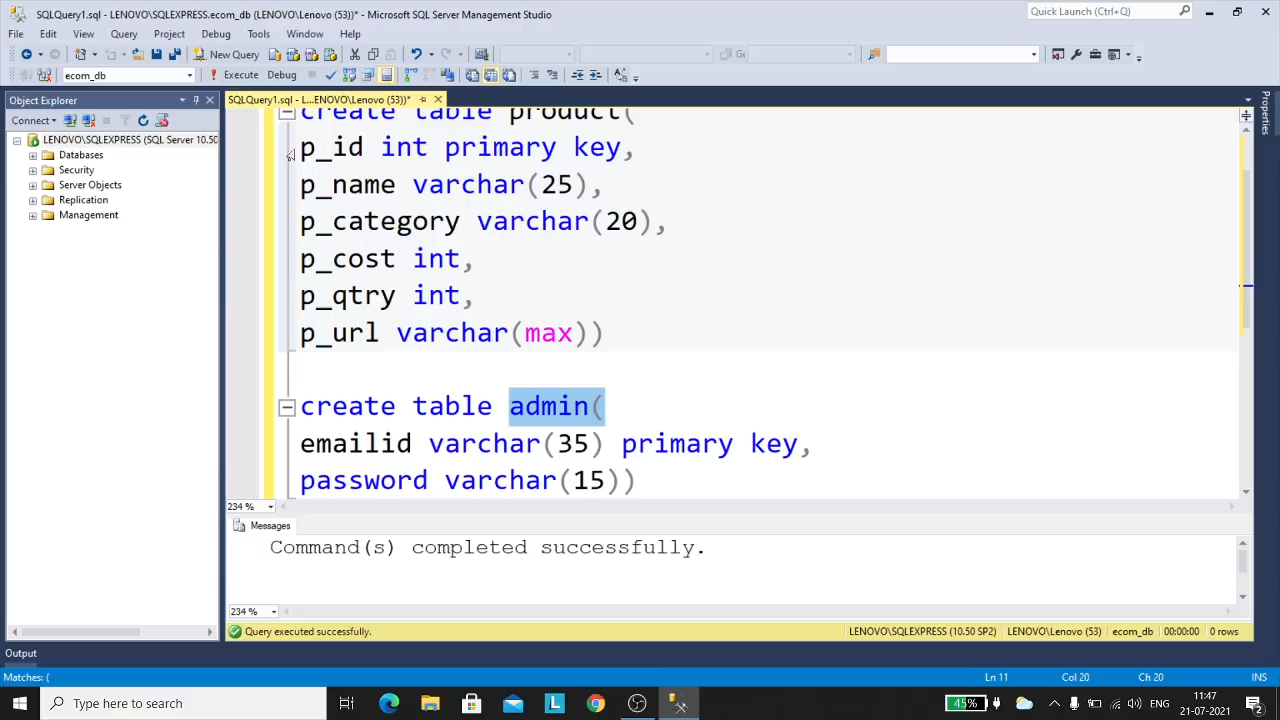 SQLQuery1.sql - LENOVO\SQLEXPRESS.ecom_db (LENOVO\Lenovo (53))* - Microsoft SQL Server Management Studio
Quick Launch (Ctrl+Q)
File Edit View Query Project Debug Tools Window Help
New Query
ecom_db Execute Debug
Object Explorer
SQLQuery1.sql - L...ENOVO\Lenovo (53))*
Properties
Connect
LENOVO\SQLEXPRESS (SQL Server 10.50
Databases
Security
Server Objects
Replication
Management
create table product(
p_id int primary key,
p_name varchar(25),
p_category varchar(20),
p_cost int,
p_qtry int,
p_url varchar(max))
create table admin(
emailid varchar(35) primary key,
password varchar(15))
234 %
Messages
Command(s) completed successfully.
234 %
Query executed successfully.
LENOVO\SQLEXPRESS (10.50 SP2) LENOVO\Lenovo (53) ecom_db 00:00:00 0 rows
Output
Matches: (
Ln 11 Col 20 Ch 20 INS
Type here to search
45%
ENG
11:47
21-07-2021
2